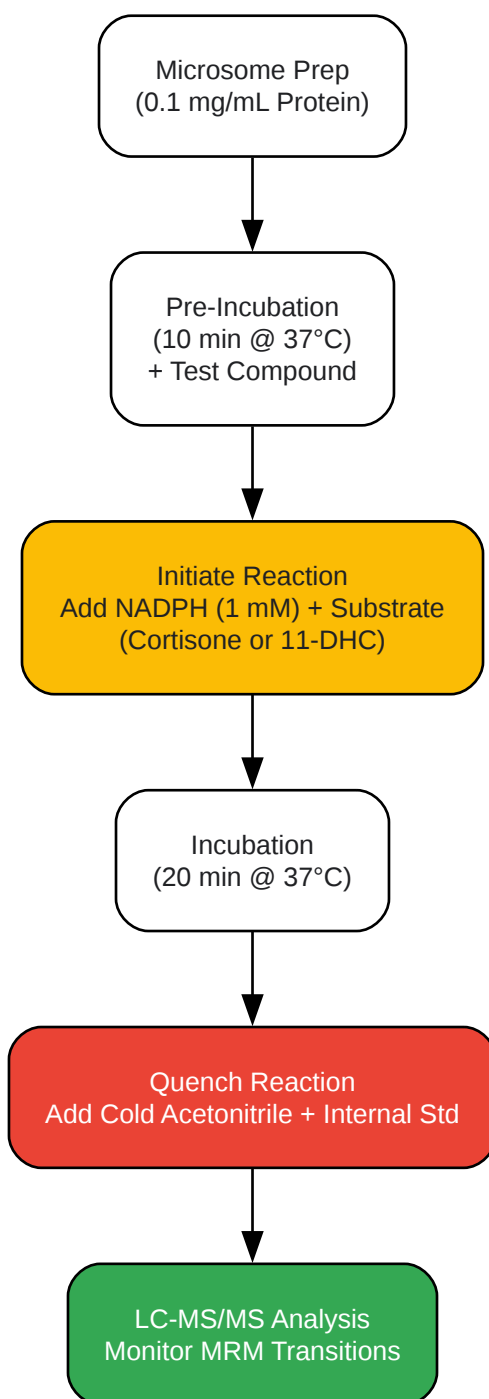 Microsome Prep
(0.1 mg/mL Protein)
Pre-Incubation
(10 min @ 37°C)
+ Test Compound
Initiate Reaction
Add NADPH (1 mM) + Substrate
(Cortisone or 11-DHC)
Incubation
(20 min @ 37°C)
Quench Reaction
Add Cold Acetonitrile + Internal Std
LC-MS/MS Analysis
Monitor MRM Transitions